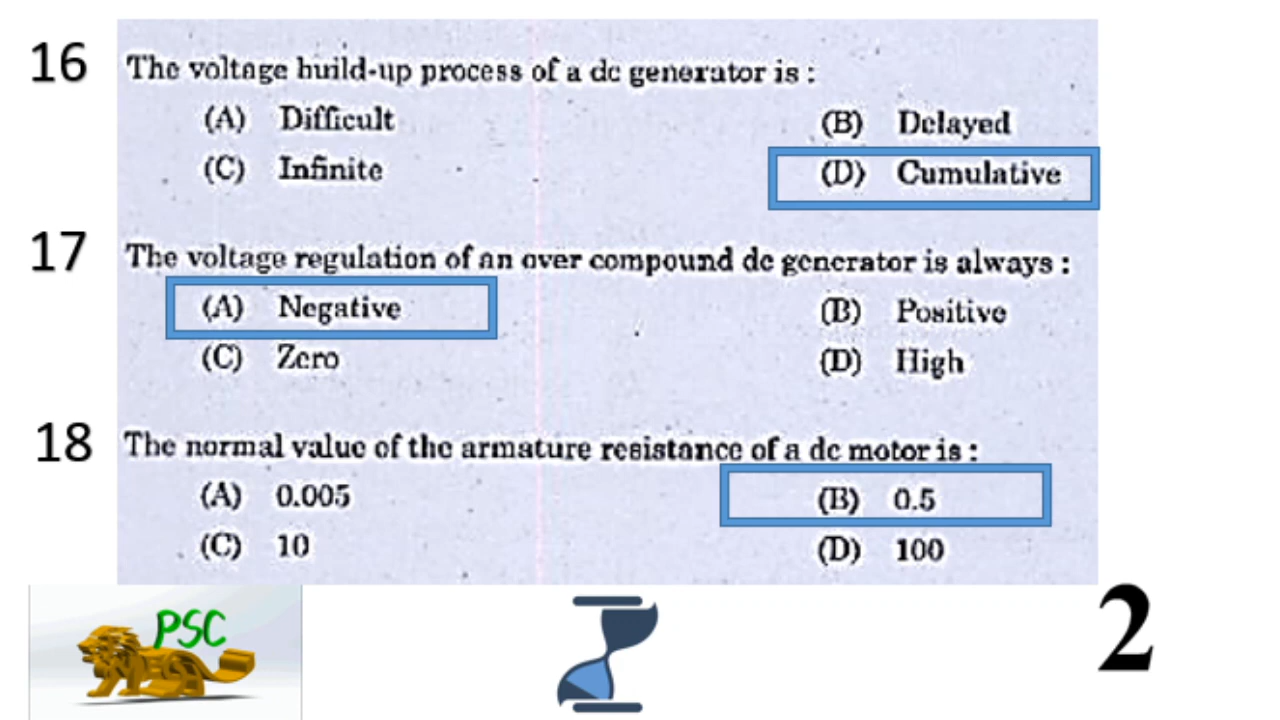 16 The voltage build-up process of a dc generator is :
(A) Difficult (B) Delayed
(C) Infinite (D) Cumulative
17 The voltage regulation of an over compound dc generator is always :
(A) Negative (B) Positive
(C) Zero (D) High
18 The normal value of the armature resistance of a dc motor is :
(A) 0.005 (B) 0.5
(C) 10 (D) 100
PSC
2